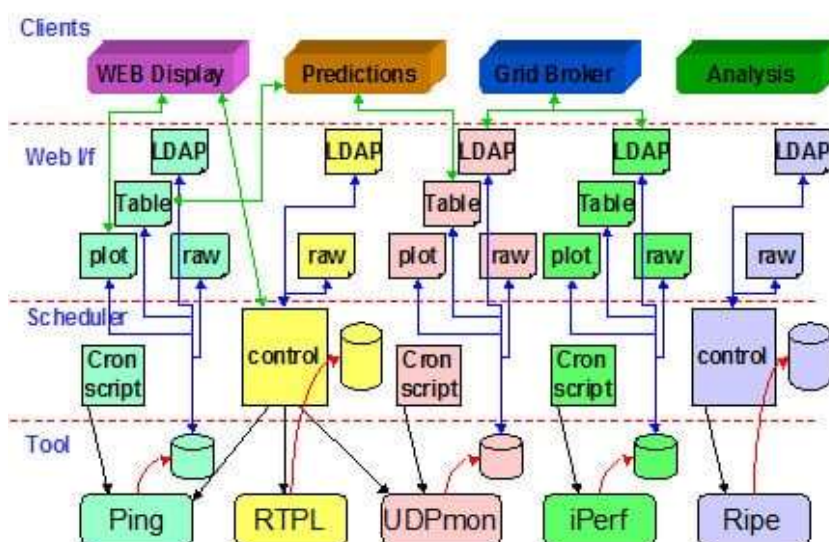 Clients
WEB Display
Predictions
Grid Broker
Analysis
Web I/f
LDAP
LDAP
LDAP
LDAP
LDAP
Table
Table
Table
plot
raw
raw
plot
raw
plot
raw
raw
Scheduler
Cron
script
control
Cron
script
Cron
script
control
Tool
Ping
RTPL
UDPmon
iPerf
Ripe